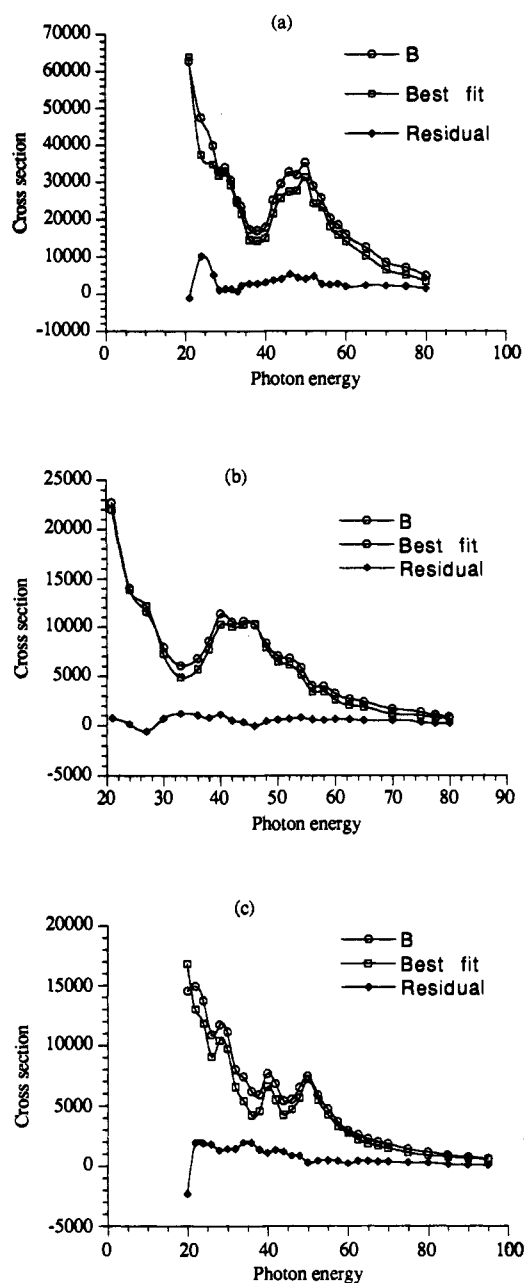 (a)
70000
60000
50000
40000
30000
20000
10000
0
-10000
Cross section
B
Best fit
Residual
0 20 40 60 80 100
Photon energy
(b)
25000
20000
15000
10000
5000
0
-5000
Cross section
B
Best fit
Residual
20 30 40 50 60 70 80 90
Photon energy
(c)
20000
15000
10000
5000
0
-5000
Cross section
B
Best fit
Residual
0 20 40 60 80 100
Photon energy